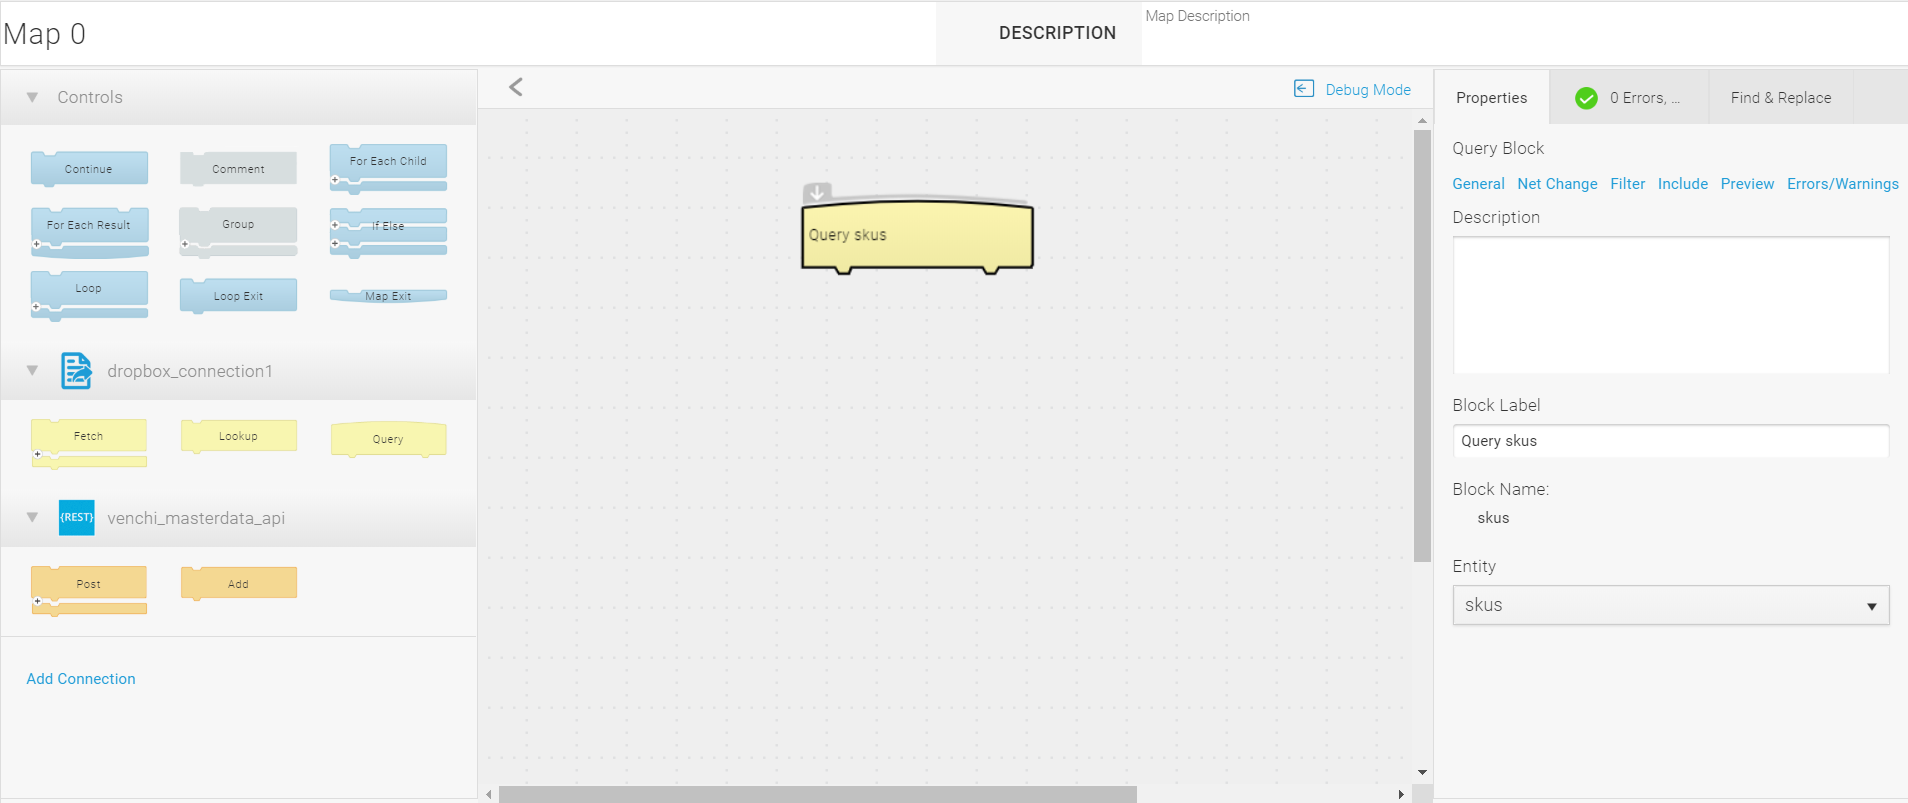 Map 0
DESCRIPTION
Map Description
Controls
Continue
Comment
For Each Child
For Each Result
Group
If Else
Loop
Loop Exit
Map Exit
dropbox_connection1
Fetch
Lookup
Query
{REST}
venchi_masterdata_api
Post
Add
Add Connection
Debug Mode
Query skus
Properties
0 Errors, ...
Find & Replace
Query Block
General Net Change Filter Include Preview Errors/Warnings
Description
Block Label
Query skus
Block Name:
skus
Entity
skus